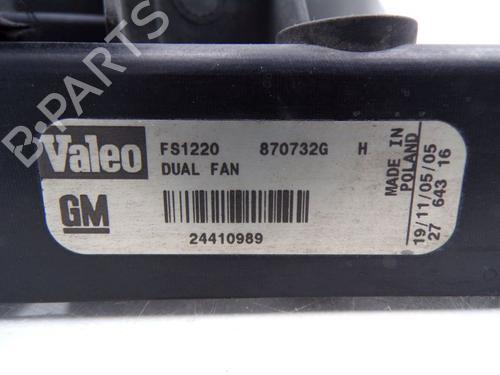 B-PARTS
Valeo FS1220 870732G H
DUAL FAN
GM
24410989
MADE IN
POLAND
19/11/05/05
27 643 16